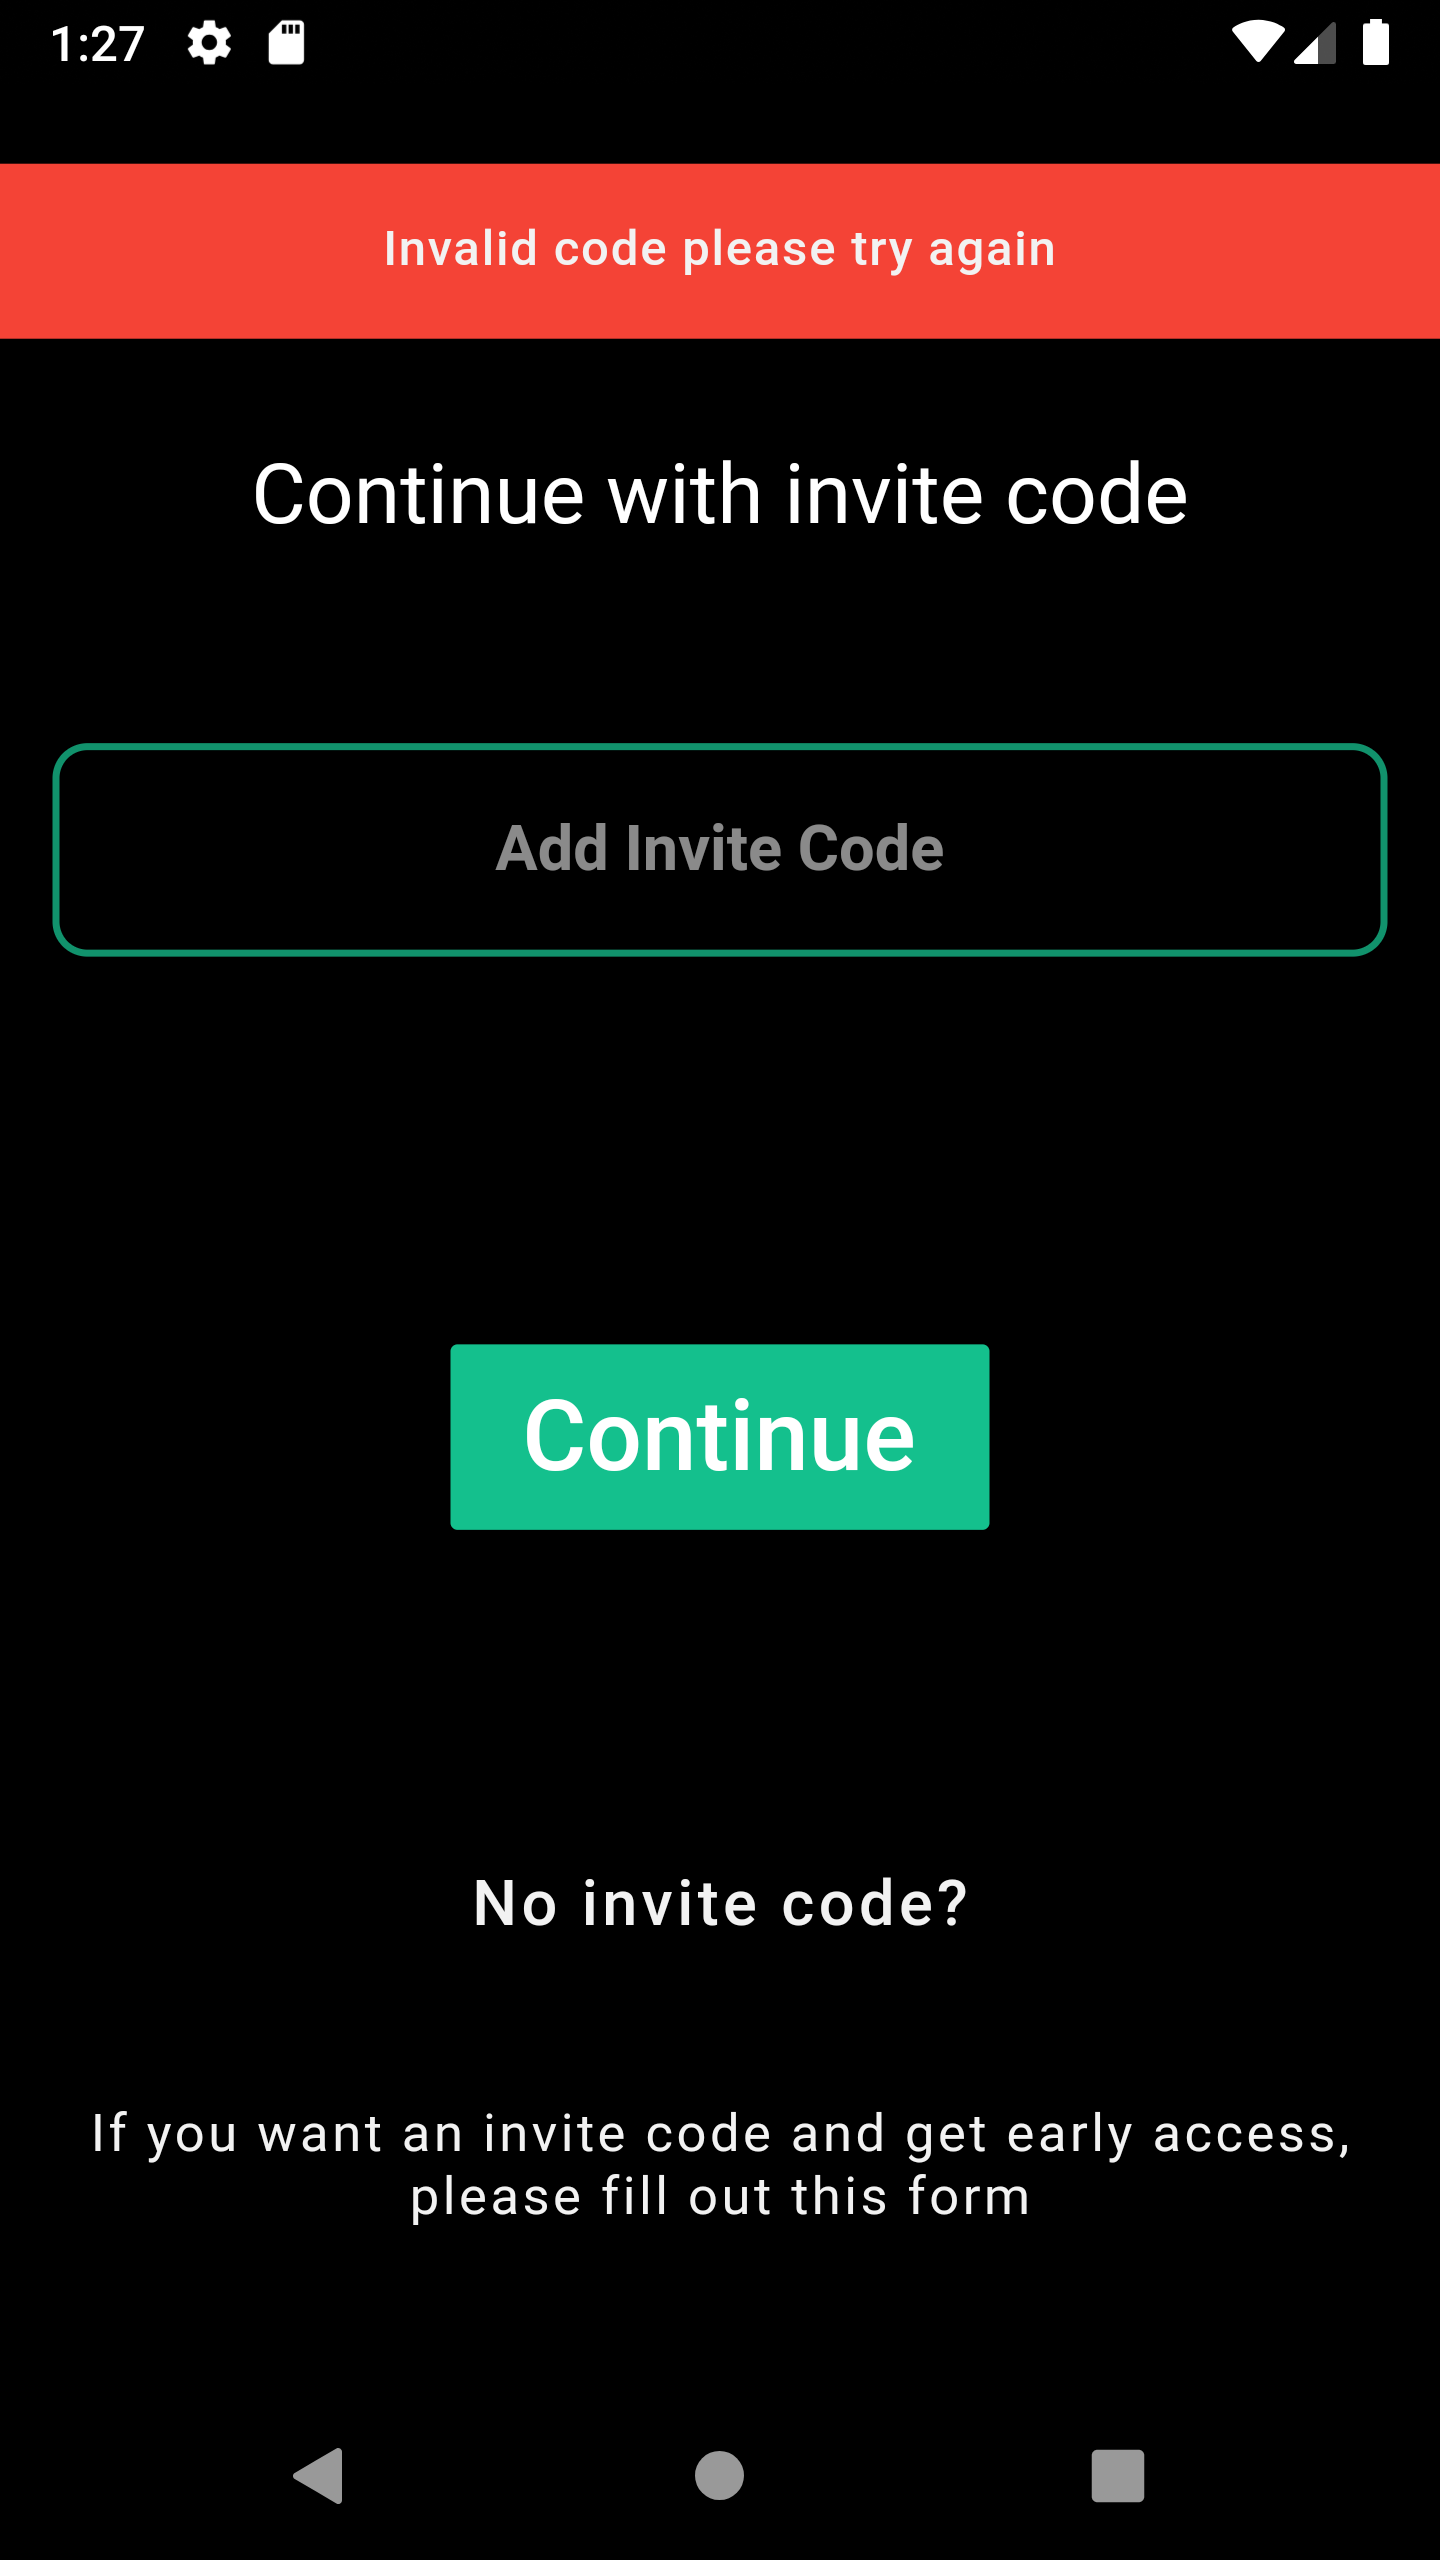 1:27
Invalid code please try again
Continue with invite code
Add Invite Code
Continue
No invite code?
If you want an invite code and get early access,
please fill out this form